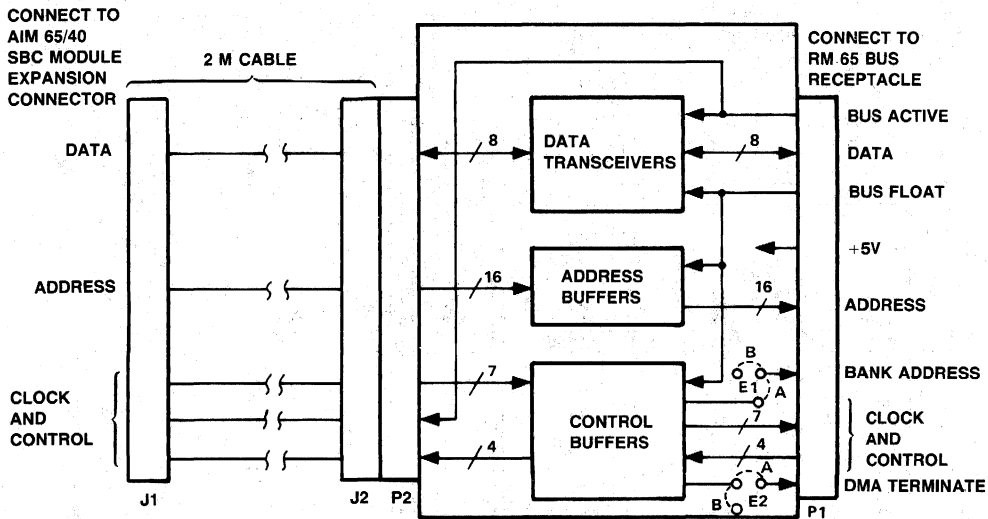 CONNECT TO
AIM 65/40
SBC MODULE
EXPANSION
CONNECTOR
2 M CABLE
CONNECT TO
RM 65 BUS
RECEPTACLE
DATA
ADDRESS
CLOCK
AND
CONTROL
J1
J2
P2
8
DATA
TRANSCEIVERS
8
16
ADDRESS
BUFFERS
16
7
4
CONTROL
BUFFERS
B
E1
A
7
4
A
B
E2
P1
BUS ACTIVE
DATA
BUS FLOAT
+5V
ADDRESS
BANK ADDRESS
CLOCK
AND
CONTROL
DMA TERMINATE